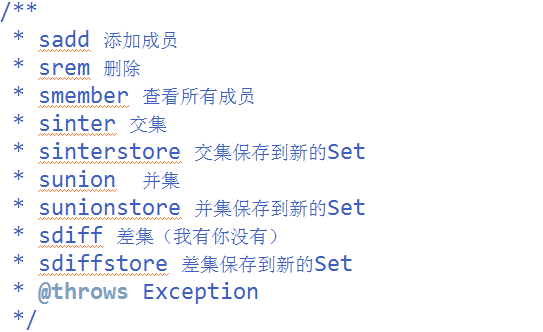 /**
* sadd 添加成员
* srem 删除
* smember 查看所有成员
* sinter 交集
* sinterstore 交集保存到新的Set
* sunion  并集
* sunionstore 并集保存到新的Set
* sdiff 差集（我有你没有）
* sdiffstore 差集保存到新的Set
* @throws Exception
*/